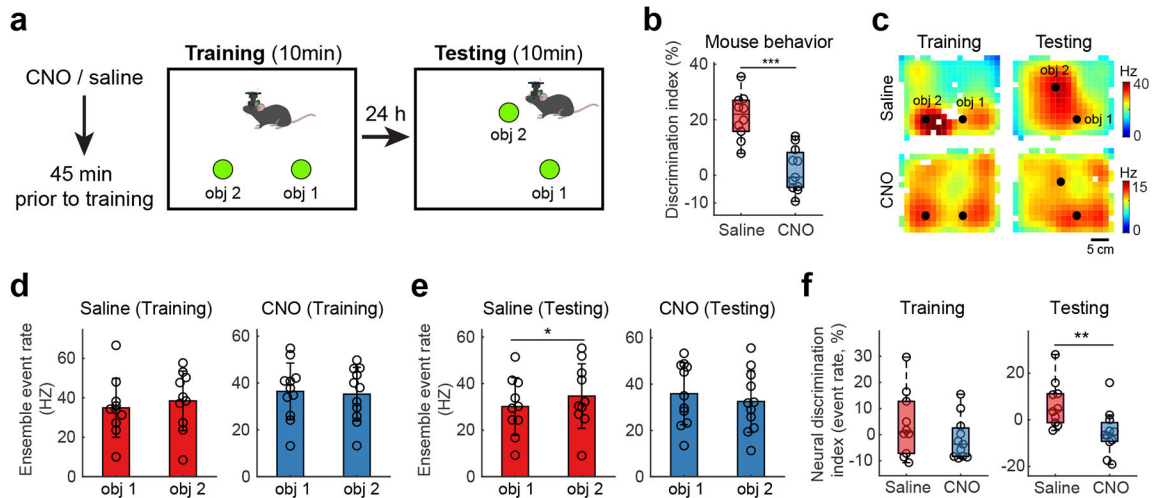 a
Training (10min)
Testing (10min)
CNO / saline
45 min
prior to training
obj 2
obj 1
24 h
obj 2
obj 1
b
Mouse behavior
Discrimination index (%)
40
20
0
-10
***
Saline
CNO
c
Training
Testing
Saline
obj 2
obj 1
obj 2
obj 1
Hz
40
0
CNO
Hz
15
0
5 cm
d
Saline (Training)
CNO (Training)
Ensemble event rate
(HZ)
60
40
20
0
obj 1
obj 2
60
40
20
0
obj 1
obj 2
e
Saline (Testing)
CNO (Testing)
Ensemble event rate
(HZ)
60
40
20
0
*
obj 1
obj 2
60
40
20
0
obj 1
obj 2
f
Training
Testing
Neural discrimination
index (event rate, %)
30
20
10
0
-10
Saline
CNO
20
0
-20
**
Saline
CNO